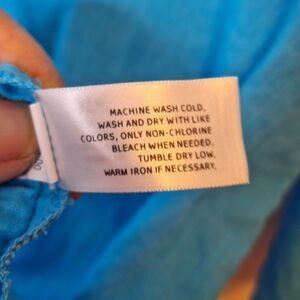 MACHINE WASH COLD,
WASH AND DRY WITH LIKE
COLORS, ONLY NON-CHLORINE
BLEACH WHEN NEEDED,
TUMBLE DRY LOW,
WARM IRON IF NECESSARY.